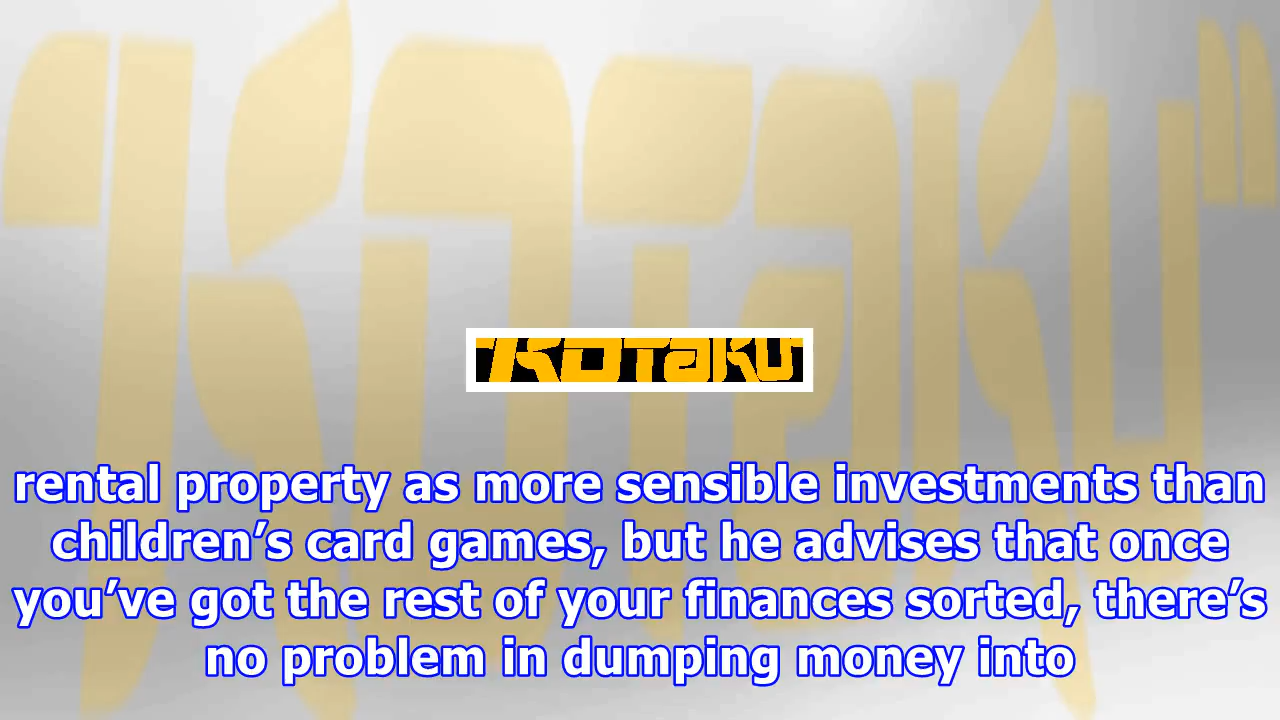 "KOTAKU"
KOTAKU
rental property as more sensible investments than
children’s card games, but he advises that once
you’ve got the rest of your finances sorted, there’s
no problem in dumping money into